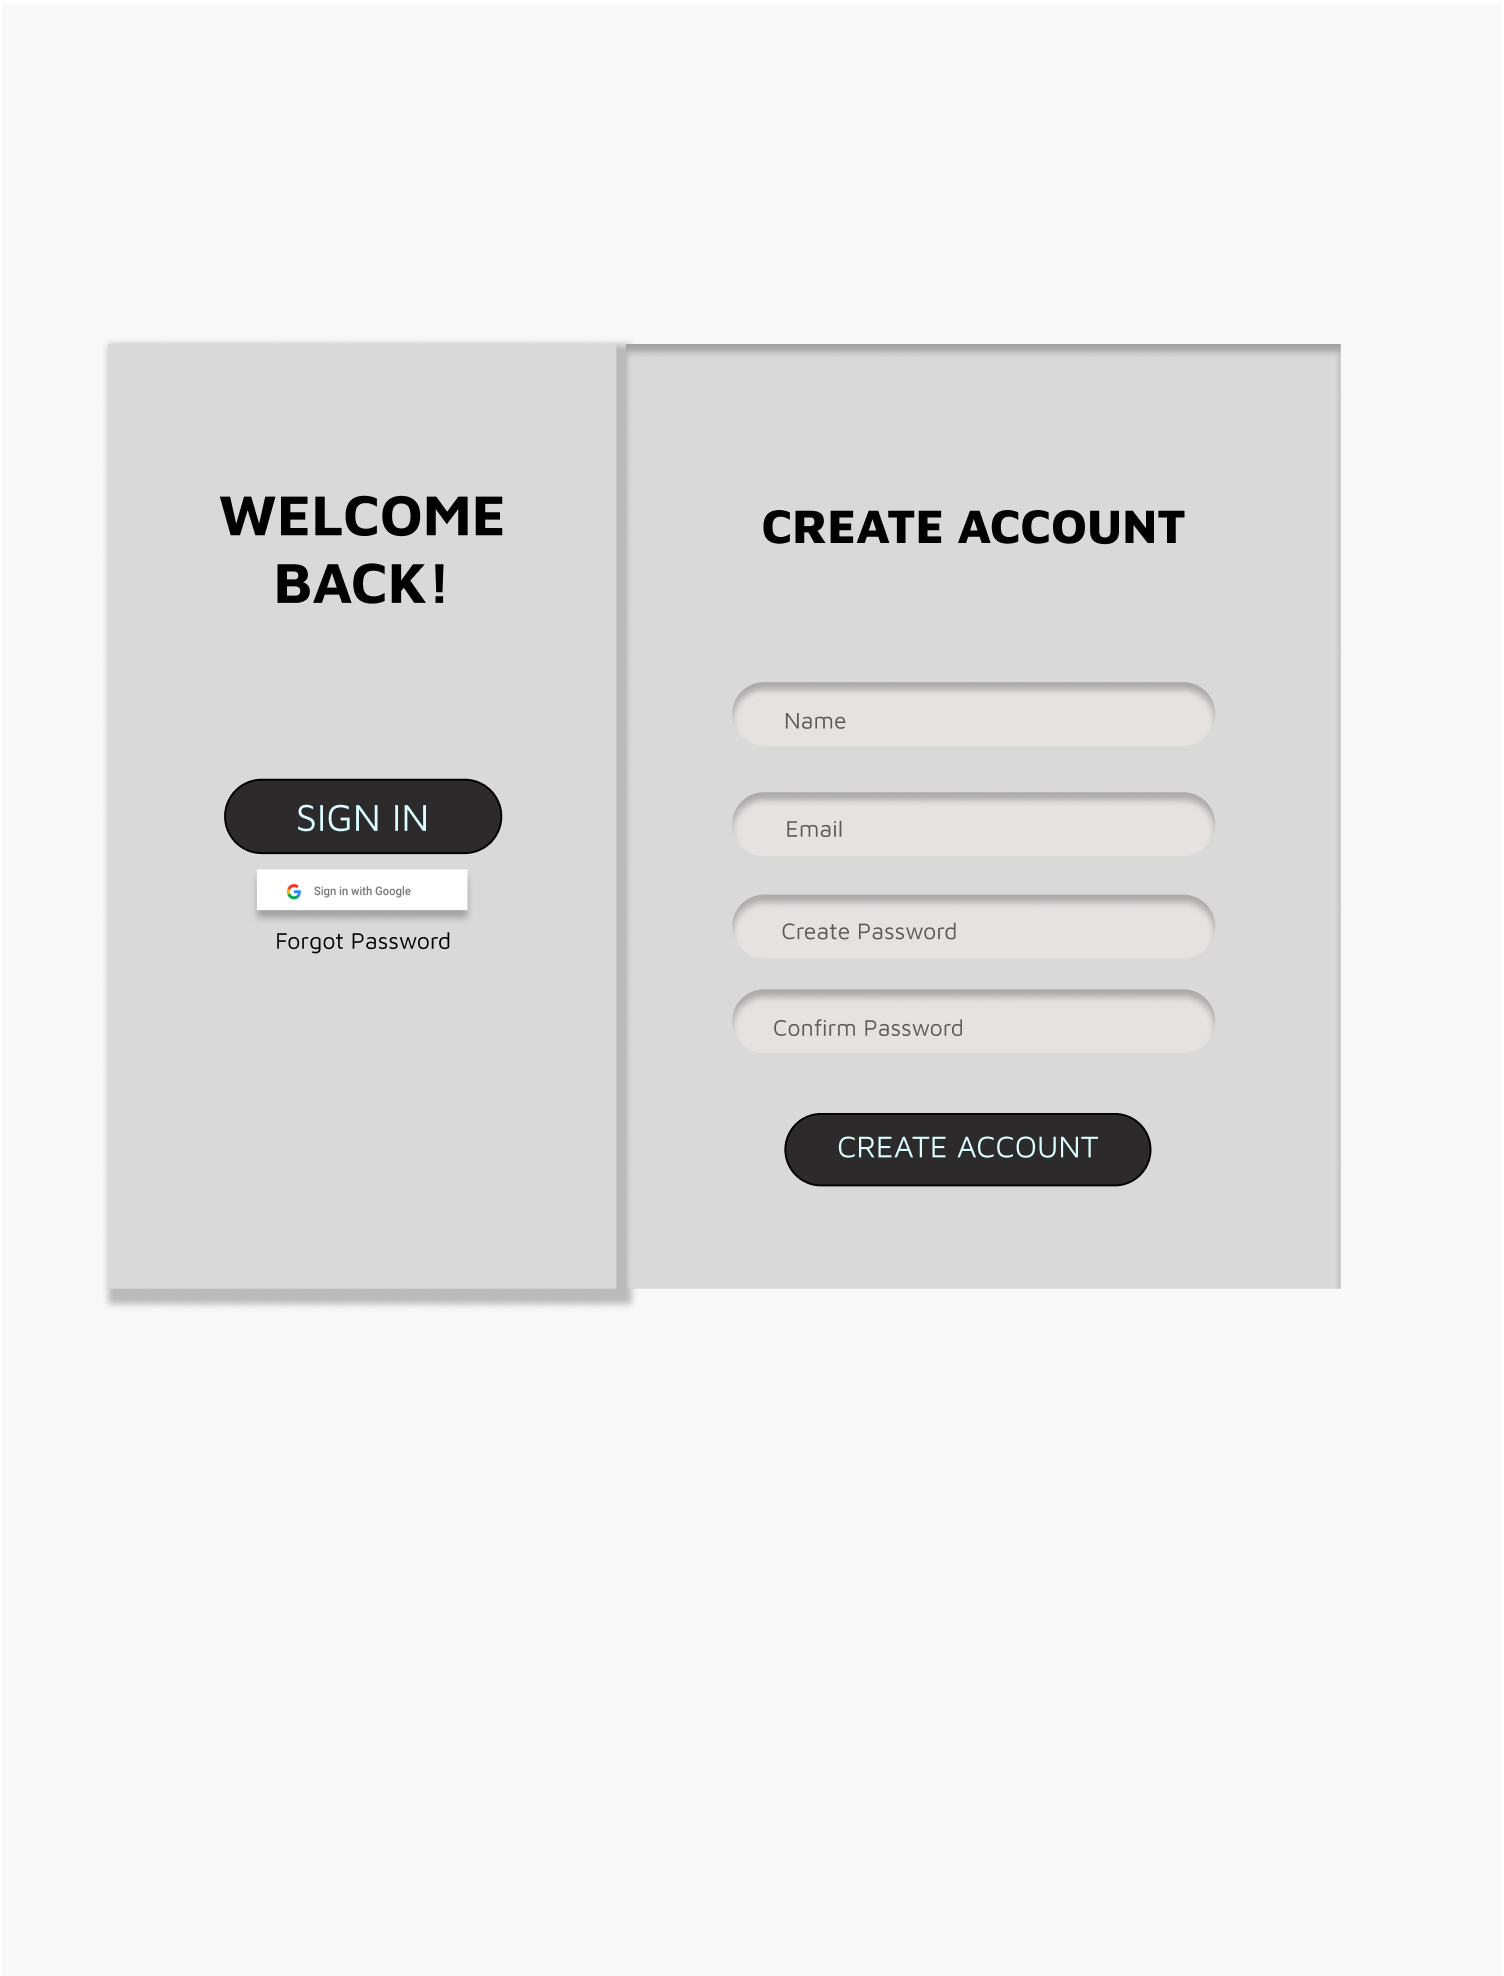 WELCOME
BACK!
SIGN IN
Sign in with Google
Forgot Password
CREATE ACCOUNT
Name
Email
Create Password
Confirm Password
CREATE ACCOUNT